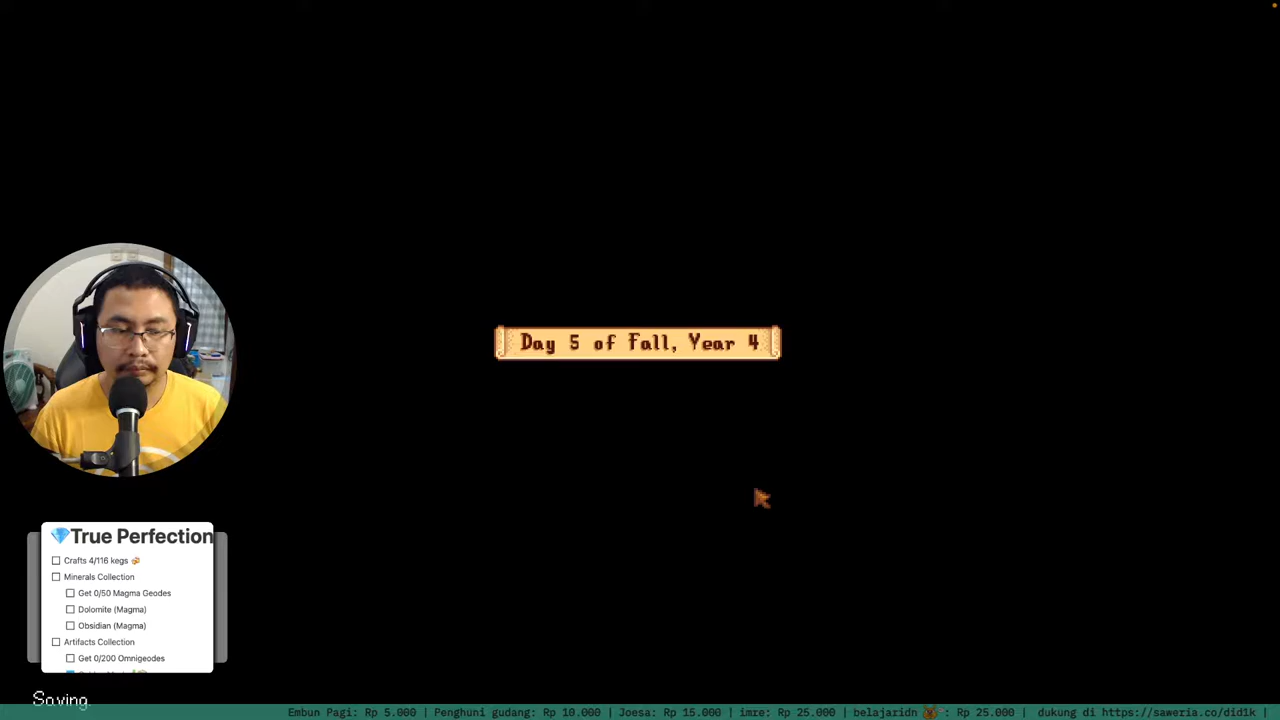 Day 5 of Fall, Year 4
💎True Perfection
Crafts 4/116 kegs
Minerals Collection
Get 0/50 Magma Geodes
Dolomite (Magma)
Obsidian (Magma)
Artifacts Collection
Get 0/200 Omnigeodes
Saving.
Embun Pagi: Rp 5.000 | Penghuni gudang: Rp 10.000 | Joesa: Rp 15.000 | imre: Rp 25.000 | belajaridn : Rp 25.000 | dukung di https://saweria.co/did1k |